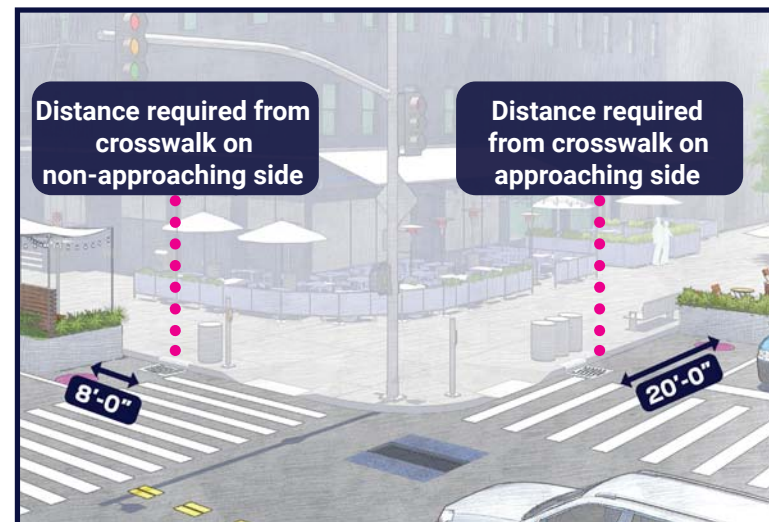 Distance required from
crosswalk on
non-approaching side
Distance required
from crosswalk on
approaching side
8'-0"
20'-0"